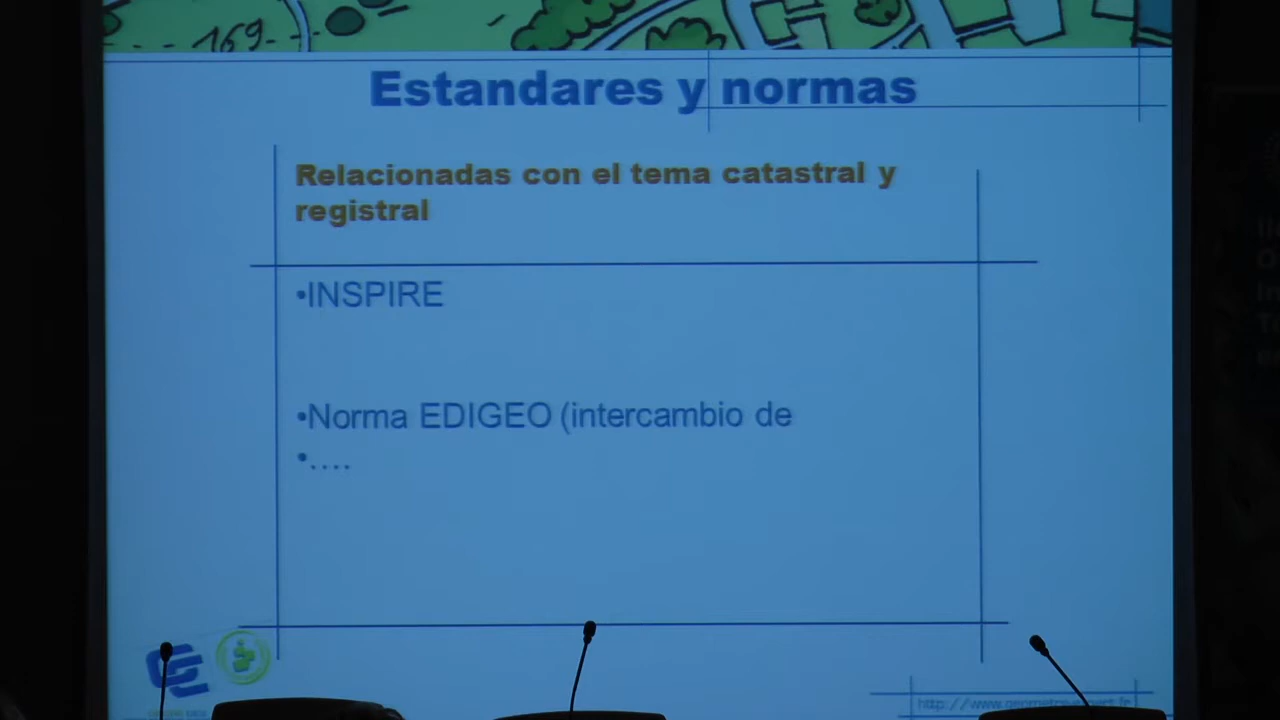 169
Estandares y normas
Relacionadas con el tema catastral y
registral
•INSPIRE
•Norma EDIGEO (intercambio de
•....